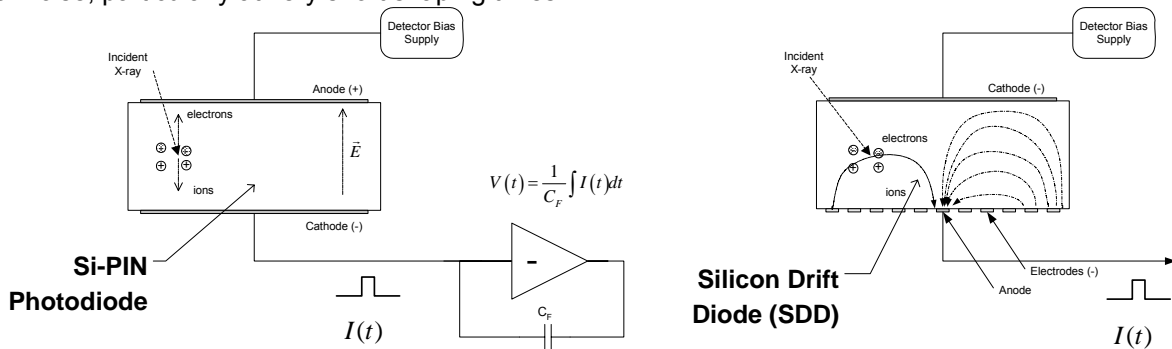 Detector Bias
Supply
Incident
X-ray
Anode (+)
electrons
ions
Cathode (-)
Si-PIN
Photodiode
I(t)
V(t) = 1/C_F ∫ I(t)dt
C_F
Detector Bias
Supply
Incident
X-ray
Cathode (-)
electrons
ions
Electrodes (-)
Anode
Silicon Drift
Diode (SDD)
I(t)